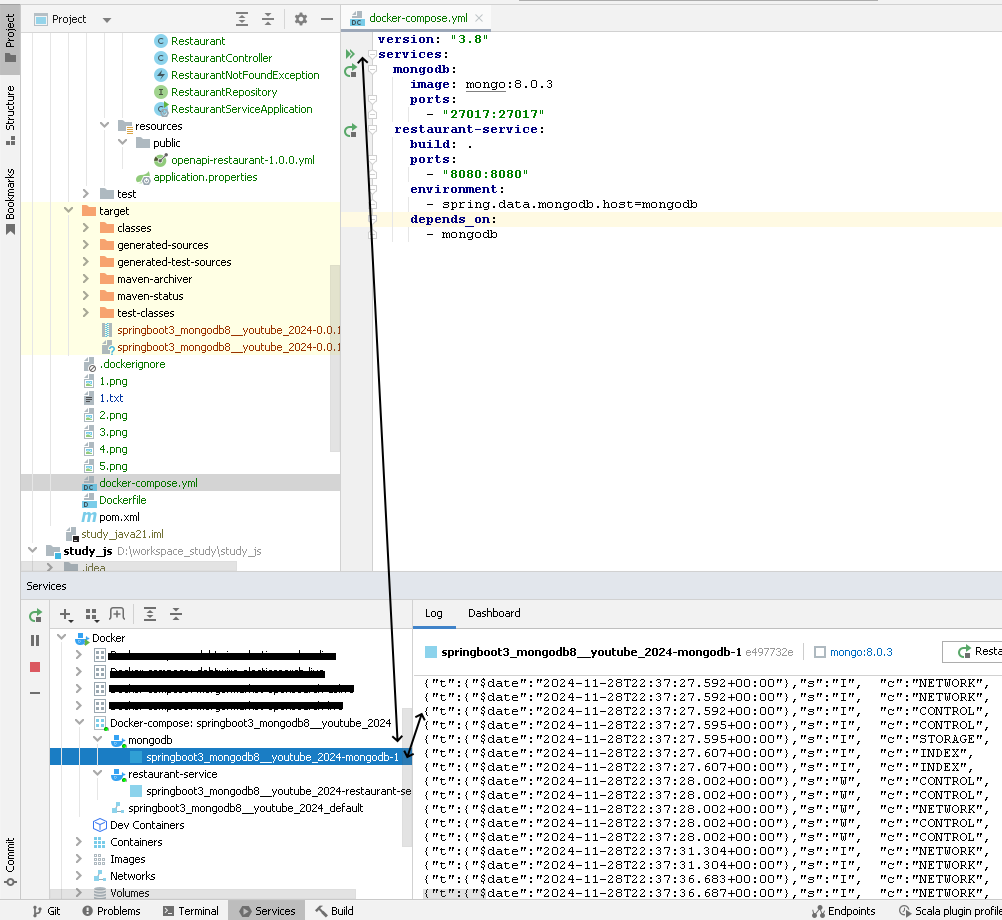 Project
docker-compose.yml
Project
Structure
Bookmarks
Commit
Restaurant
RestaurantController
RestaurantNotFoundException
RestaurantRepository
RestaurantServiceApplication
resources
public
openapi-restaurant-1.0.0.yml
application.properties
test
target
classes
generated-sources
generated-test-sources
maven-archiver
maven-status
test-classes
springboot3_mongodb8__youtube_2024-0.0.1
springboot3_mongodb8__youtube_2024-0.0.1
.dockerignore
1.png
1.txt
2.png
3.png
4.png
5.png
docker-compose.yml
Dockerfile
pom.xml
study_java21.iml
study_js D:\workspace_study\study_js
.idea
version: "3.8"
services:
mongodb:
image: mongo:8.0.3
ports:
- "27017:27017"
restaurant-service:
build: .
ports:
- "8080:8080"
environment:
- spring.data.mongodb.host=mongodb
depends_on:
- mongodb
Services
Docker
Docker-compose: springboot3_mongodb8__youtube_2024
mongodb
springboot3_mongodb8__youtube_2024-mongodb-1
restaurant-service
springboot3_mongodb8__youtube_2024-restaurant-se
springboot3_mongodb8__youtube_2024_default
Dev Containers
Containers
Images
Networks
Volumes
Log Dashboard
springboot3_mongodb8__youtube_2024-mongodb-1 e497732e mongo:8.0.3 Resta
{"t":{"$date":"2024-11-28T22:37:27.592+00:00"},"s":"I", "c":"NETWORK",
{"t":{"$date":"2024-11-28T22:37:27.592+00:00"},"s":"I", "c":"NETWORK",
{"t":{"$date":"2024-11-28T22:37:27.595+00:00"},"s":"I", "c":"CONTROL",
{"t":{"$date":"2024-11-28T22:37:27.595+00:00"},"s":"I", "c":"CONTROL",
{"t":{"$date":"2024-11-28T22:37:27.595+00:00"},"s":"I", "c":"STORAGE",
{"t":{"$date":"2024-11-28T22:37:27.607+00:00"},"s":"I", "c":"INDEX",
{"t":{"$date":"2024-11-28T22:37:27.607+00:00"},"s":"I", "c":"INDEX",
{"t":{"$date":"2024-11-28T22:37:28.002+00:00"},"s":"W", "c":"CONTROL",
{"t":{"$date":"2024-11-28T22:37:28.002+00:00"},"s":"W", "c":"CONTROL",
{"t":{"$date":"2024-11-28T22:37:28.002+00:00"},"s":"W", "c":"NETWORK",
{"t":{"$date":"2024-11-28T22:37:28.002+00:00"},"s":"W", "c":"CONTROL",
{"t":{"$date":"2024-11-28T22:37:28.002+00:00"},"s":"W", "c":"CONTROL",
{"t":{"$date":"2024-11-28T22:37:31.304+00:00"},"s":"I", "c":"NETWORK",
{"t":{"$date":"2024-11-28T22:37:31.304+00:00"},"s":"I", "c":"NETWORK",
{"t":{"$date":"2024-11-28T22:37:36.683+00:00"},"s":"I", "c":"NETWORK",
{"t":{"$date":"2024-11-28T22:37:36.687+00:00"},"s":"I", "c":"NETWORK",
Git Problems Terminal Services Build Endpoints Scala plugin profile